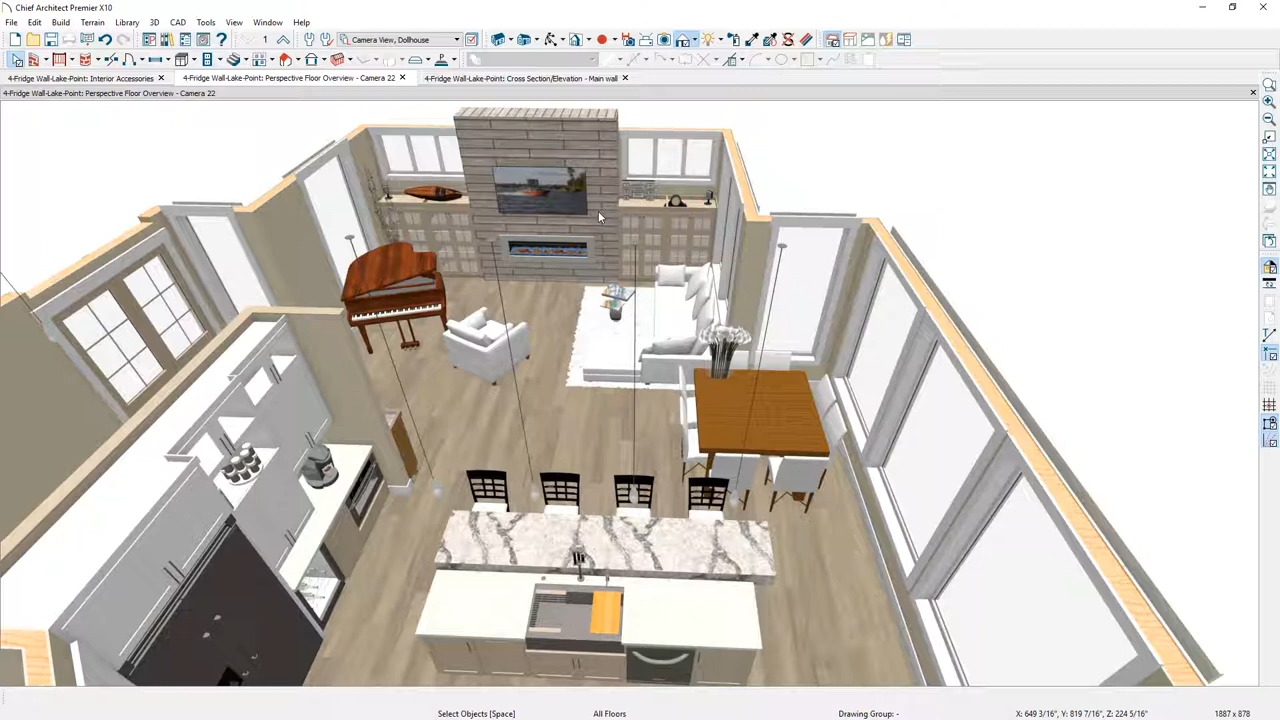 Chief Architect Premier X10
File Edit Build Terrain Library 3D CAD Tools View Window Help
1 Camera View, Dollhouse
4-Fridge Wall-Lake-Point: Interior Accessories 4-Fridge Wall-Lake-Point: Perspective Floor Overview - Camera 22 4-Fridge Wall-Lake-Point: Cross Section/Elevation - Main wall
4-Fridge Wall-Lake-Point: Perspective Floor Overview - Camera 22
Select Objects [Space] All Floors Drawing Group: - X: 649 3/16", Y: 819 7/16", Z: 224 5/16" 1887 x 878